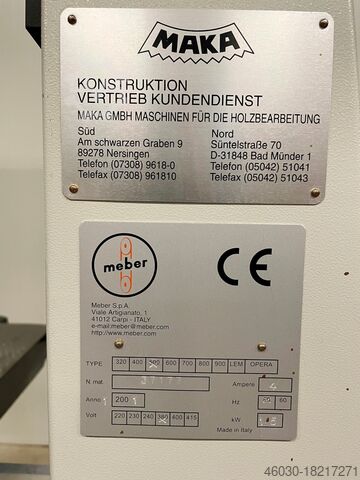 MAKA
KONSTRUKTION
VERTRIEB KUNDENDIENST
MAKA GMBH MASCHINEN FÜR DIE HOLZBEARBEITUNG
Süd
Am schwarzen Graben 9
89278 Nersingen
Telefon (07308) 9618-0
Telefax (07308) 961810
Nord
Süntelstraße 70
D-31848 Bad Münder 1
Telefon (05042) 51041
Telefax (05042) 51043
meber
CE
Meber S.p.A.
Viale Artigianato, 1
41012 Carpi - ITALY
e-mail:meber@meber.com
http://www.meber.com
TYPE 320 400 500 600 700 800 900 LEM OPERA
N. mat. Ampere 4
Anno 200 Hz 60
Volt 220 230 240 380 400 415 kW
Made in Italy
46030-18217271